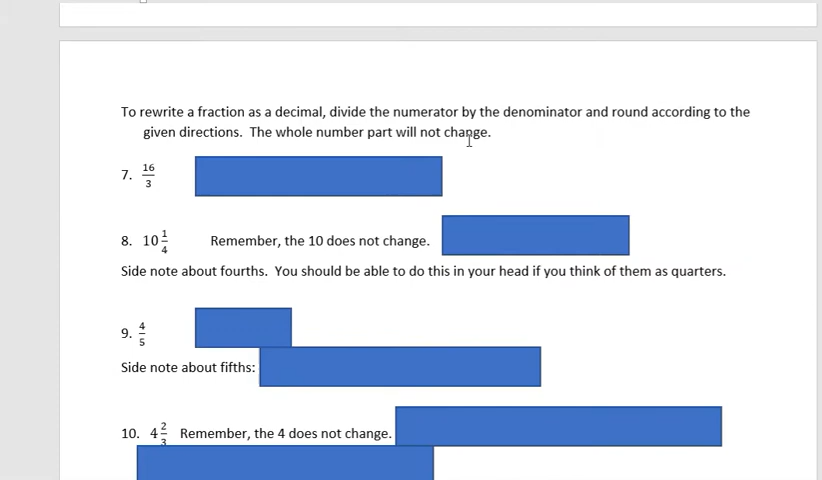 To rewrite a fraction as a decimal, divide the numerator by the denominator and round according to the
given directions. The whole number part will not change.
7. 16/3
8. 10 1/4 Remember, the 10 does not change.
Side note about fourths. You should be able to do this in your head if you think of them as quarters.
9. 4/5
Side note about fifths:
10. 4 2/3 Remember, the 4 does not change.